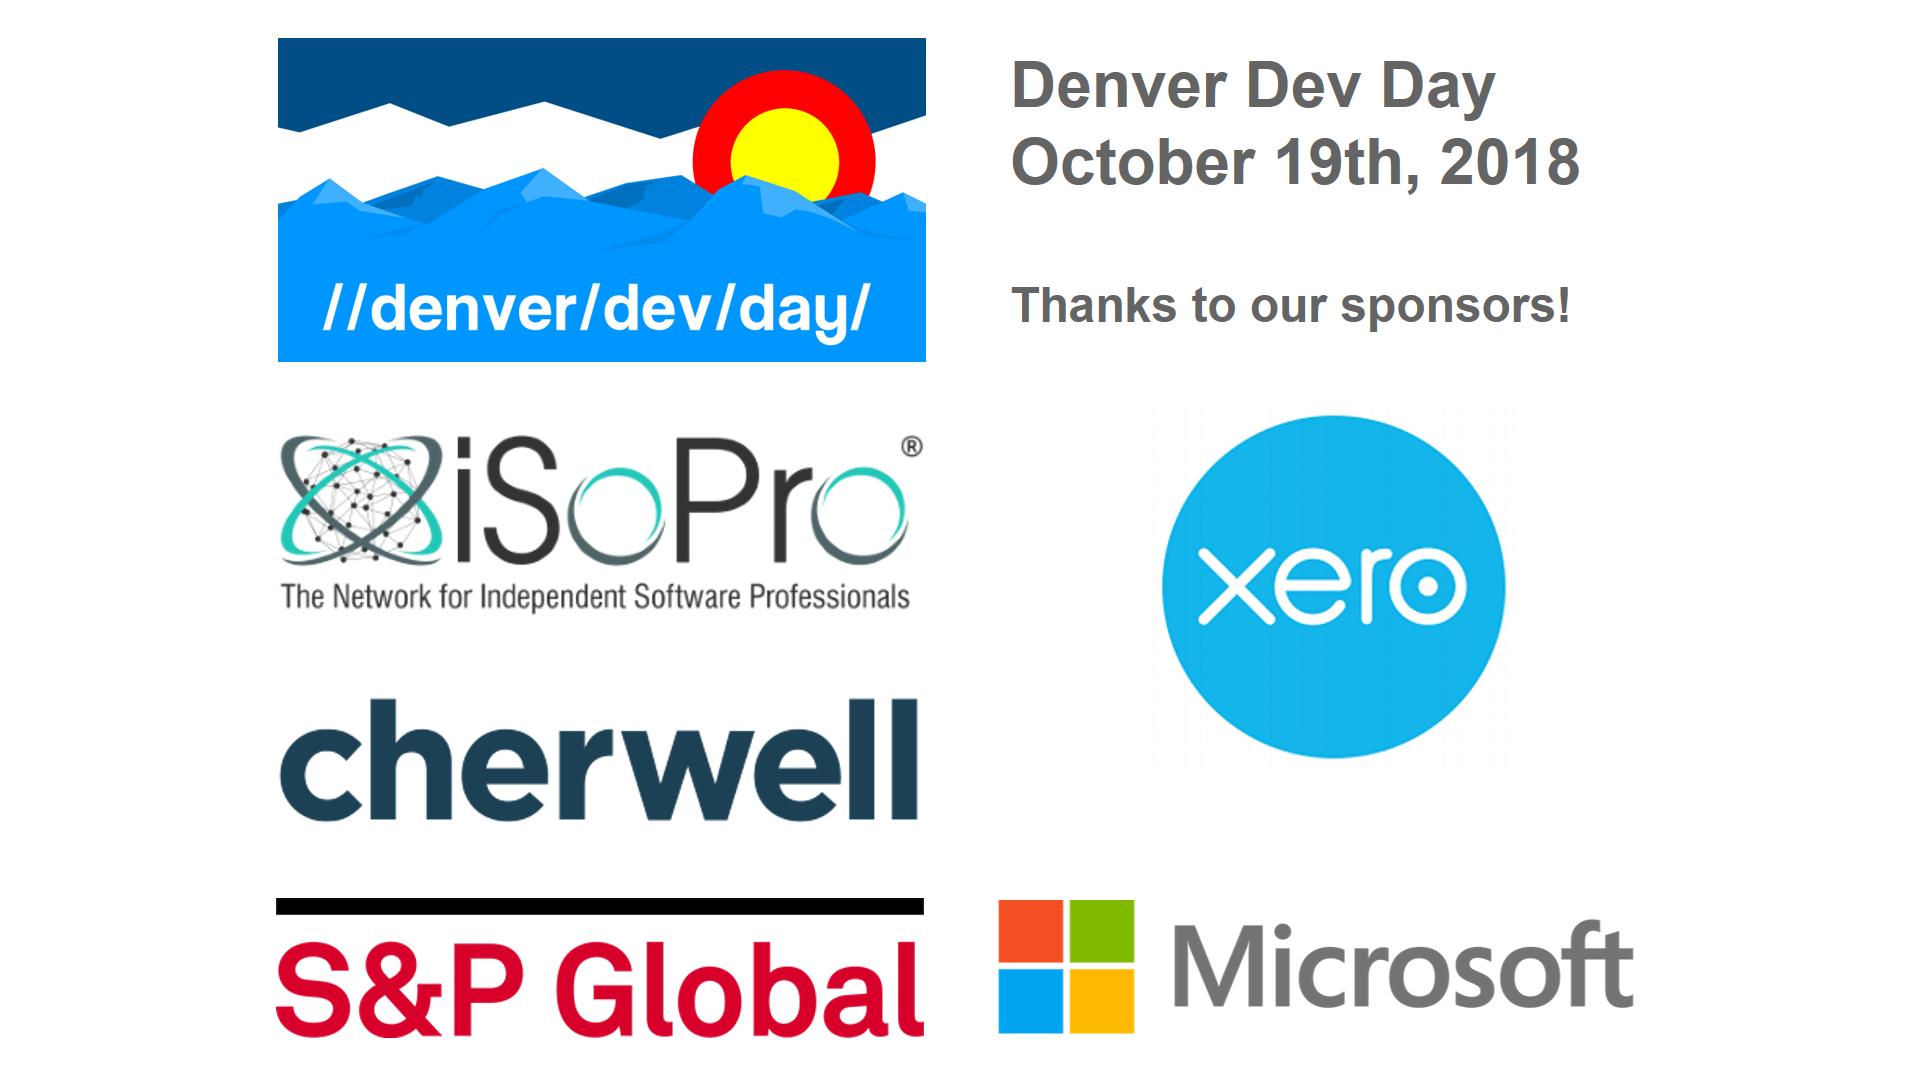 //denver/dev/day/
Denver Dev Day
October 19th, 2018
Thanks to our sponsors!
iSoPro®
The Network for Independent Software Professionals
xero
cherwell
S&P Global
Microsoft